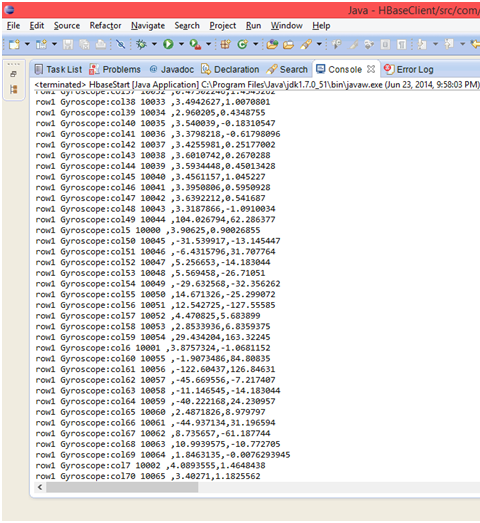 Java - HBaseClient/src/com/
File Edit Source Refactor Navigate Search Project Run Window Help
Task List Problems Javadoc Declaration Search Console Error Log
<terminated> HbaseStart [Java Application] C:\Program Files\Java\jdk1.7.0_51\bin\javaw.exe (Jun 23, 2014, 9:58:03 PM)
row1 Gyroscope:col38 10033 ,3.4942627,1.0070801
row1 Gyroscope:col39 10034 ,2.960205,0.4348755
row1 Gyroscope:col40 10035 ,3.540039,-0.18310547
row1 Gyroscope:col41 10036 ,3.3798218,-0.61798096
row1 Gyroscope:col42 10037 ,3.4255981,0.25177002
row1 Gyroscope:col43 10038 ,3.6010742,0.2670288
row1 Gyroscope:col44 10039 ,3.5934448,0.45013428
row1 Gyroscope:col45 10040 ,3.4561157,1.045227
row1 Gyroscope:col46 10041 ,3.3950806,0.5950928
row1 Gyroscope:col47 10042 ,3.6392212,0.541687
row1 Gyroscope:col48 10043 ,3.3187866,-1.0910034
row1 Gyroscope:col49 10044 ,104.026794,62.286377
row1 Gyroscope:col5 10000 ,3.90625,0.90026855
row1 Gyroscope:col50 10045 ,-31.539917,-13.145447
row1 Gyroscope:col51 10046 ,-6.4315796,31.707764
row1 Gyroscope:col52 10047 ,5.256653,-14.183044
row1 Gyroscope:col53 10048 ,5.569458,-26.71051
row1 Gyroscope:col54 10049 ,-29.632568,-32.356262
row1 Gyroscope:col55 10050 ,14.671326,-25.299072
row1 Gyroscope:col56 10051 ,12.542725,-127.55585
row1 Gyroscope:col57 10052 ,4.470825,5.683899
row1 Gyroscope:col58 10053 ,2.8533936,6.8359375
row1 Gyroscope:col59 10054 ,29.434204,163.32245
row1 Gyroscope:col6 10001 ,3.8757324,-1.0681152
row1 Gyroscope:col60 10055 ,-1.9073486,84.80835
row1 Gyroscope:col61 10056 ,-122.60437,126.84631
row1 Gyroscope:col62 10057 ,-45.669556,-7.217407
row1 Gyroscope:col63 10058 ,-11.146545,-14.183044
row1 Gyroscope:col64 10059 ,-40.222168,24.230957
row1 Gyroscope:col65 10060 ,2.4871826,8.979797
row1 Gyroscope:col66 10061 ,-44.937134,31.196594
row1 Gyroscope:col67 10062 ,8.735657,-61.187744
row1 Gyroscope:col68 10063 ,10.9939575,-10.772705
row1 Gyroscope:col69 10064 ,1.8463135,-0.0076293945
row1 Gyroscope:col7 10002 ,4.0893555,1.4648438
row1 Gyroscope:col70 10065 ,3.40271,1.1825562